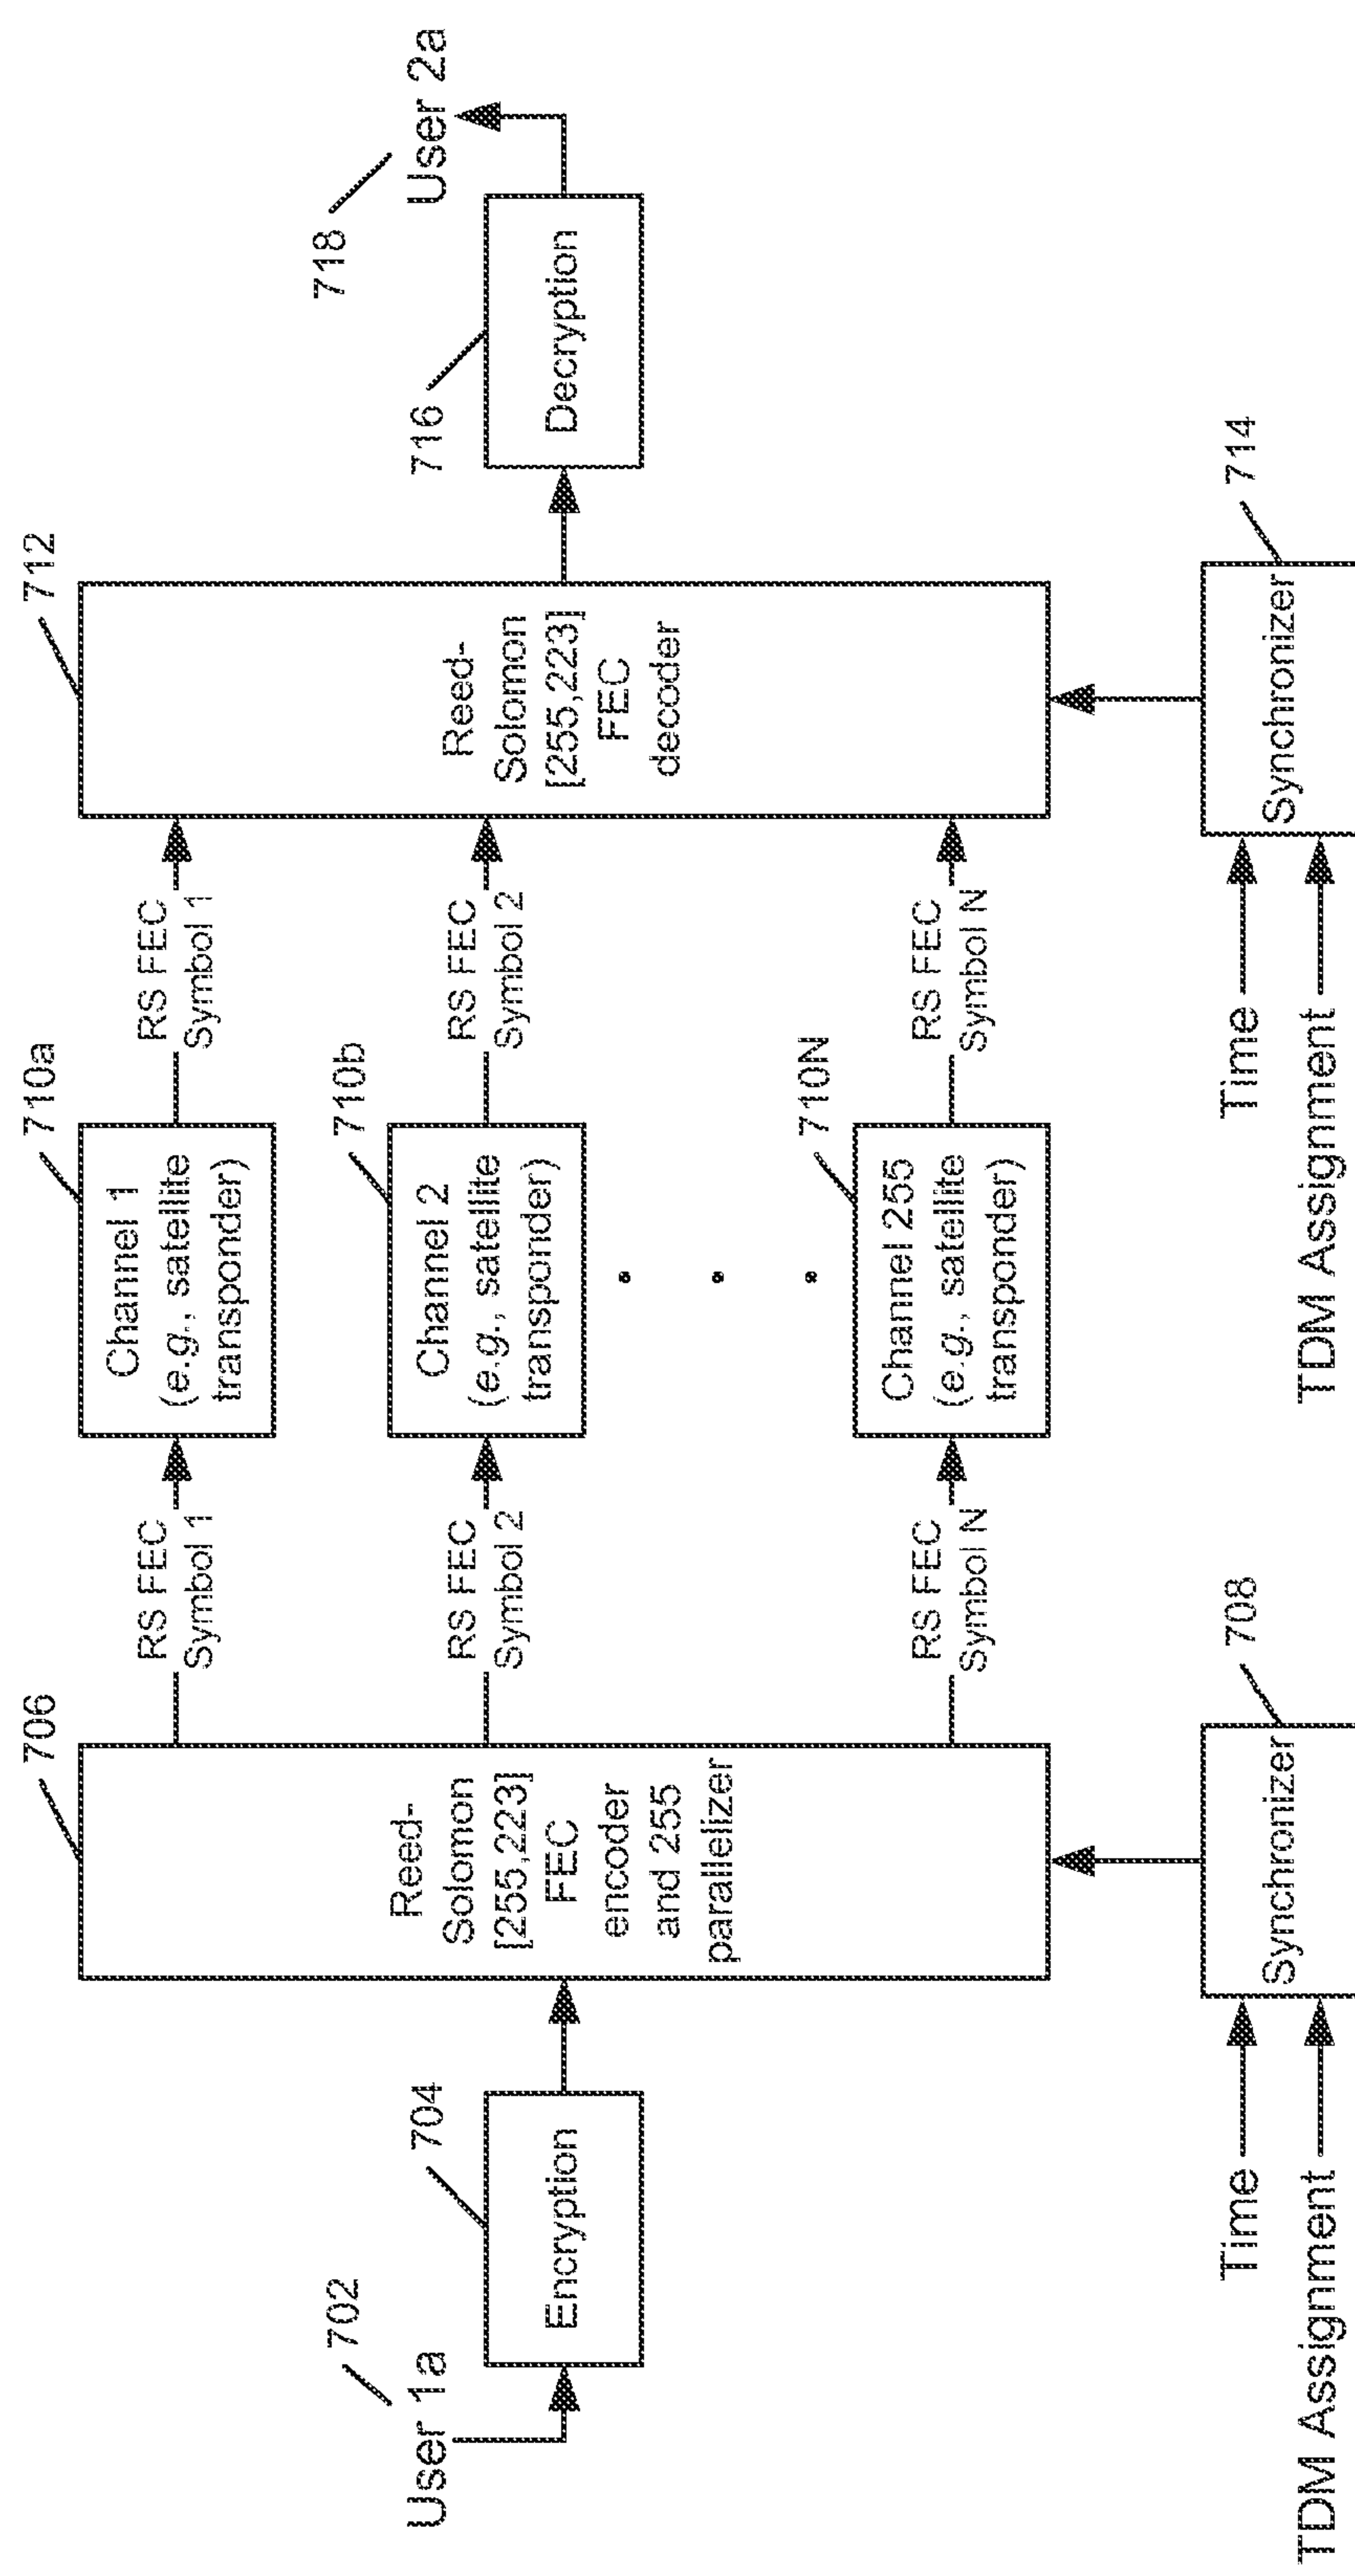 702
User 1a
704
Encryption
706
Reed-
Solomon
[255,223]
FEC
encoder
and 255
parallelizer
Time
TDM Assignment
Synchronizer
708
RS FEC
Symbol 1
RS FEC
Symbol 2
RS FEC
Symbol N
710a
Channel 1
(e.g., satellite
transponder)
710b
Channel 2
(e.g., satellite
transponder)
710N
Channel 255
(e.g., satellite
transponder)
RS FEC
Symbol 1
RS FEC
Symbol 2
RS FEC
Symbol N
712
Reed-
Solomon
[255,223]
FEC
decoder
Time
TDM Assignment
Synchronizer
714
716
Decryption
718
User 2a